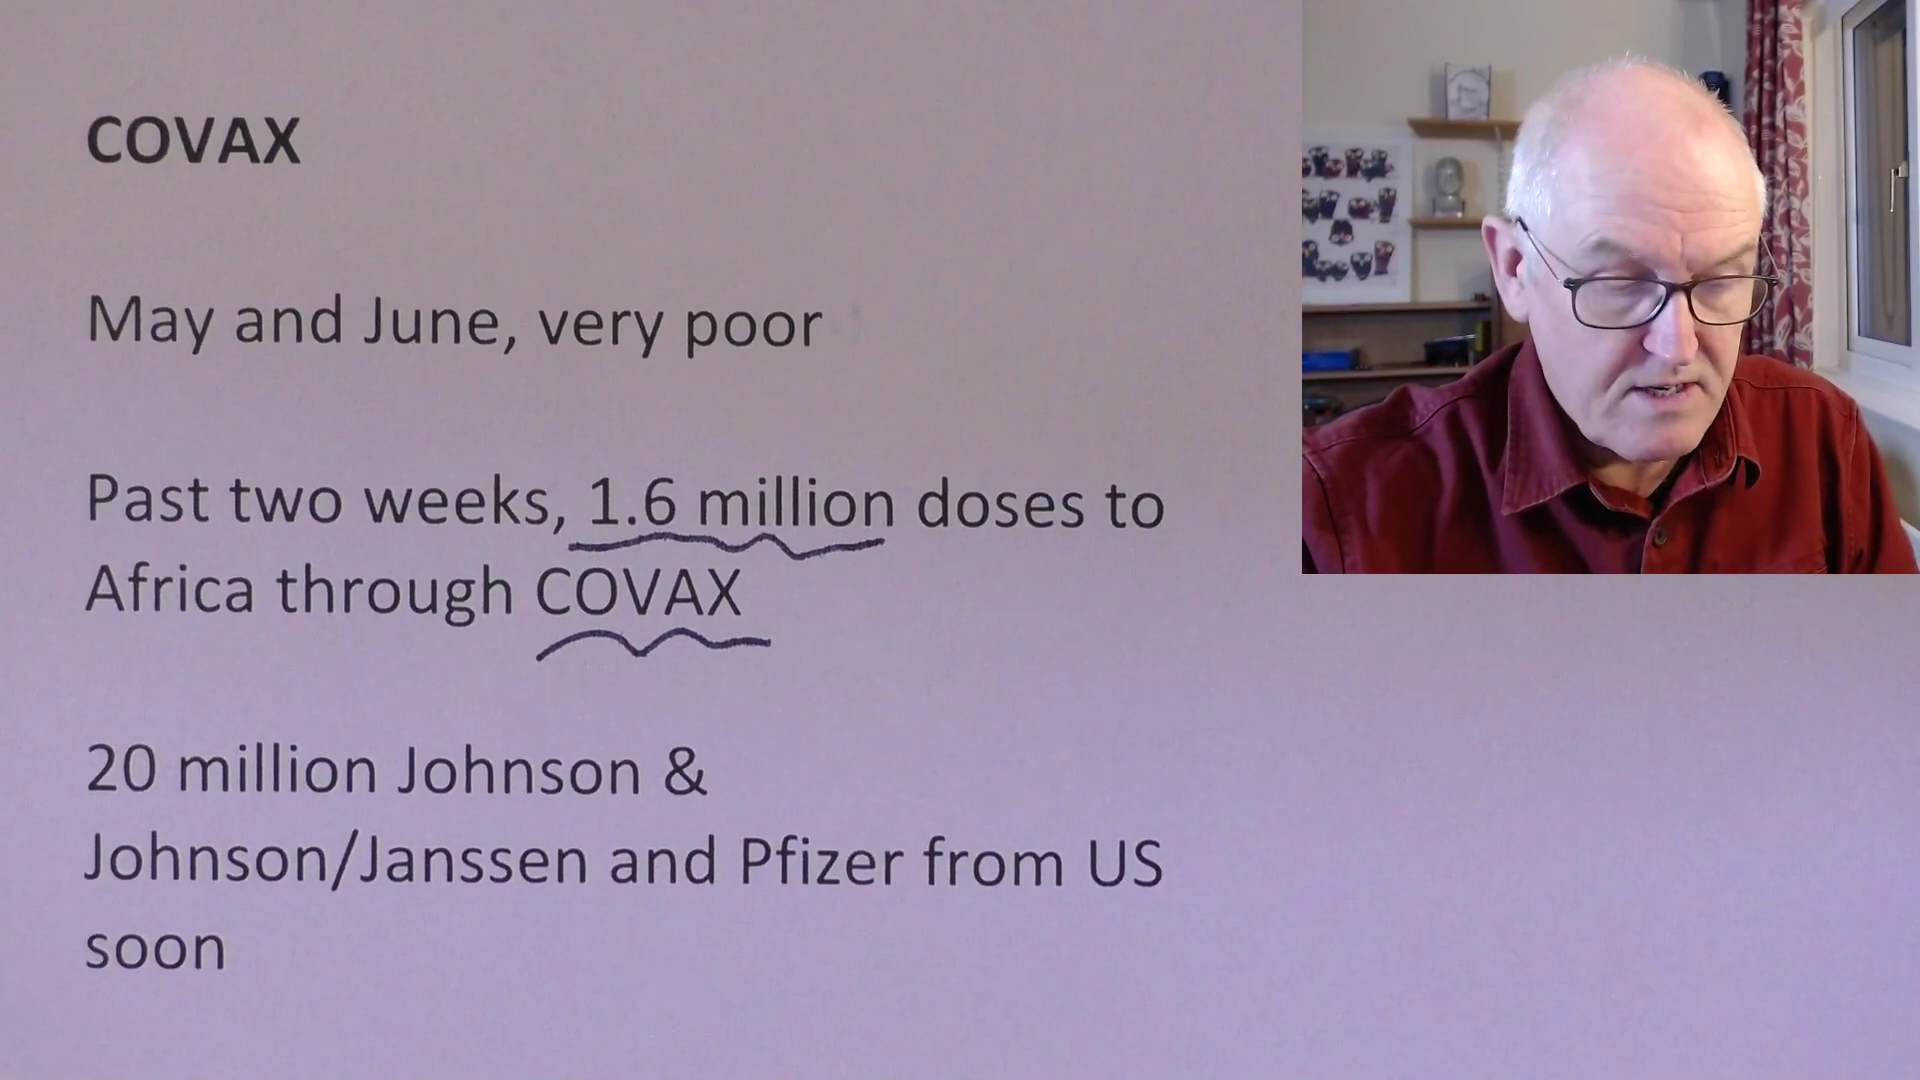 COVAX
May and June, very poor
Past two weeks, 1.6 million doses to
Africa through COVAX
20 million Johnson &
Johnson/Janssen and Pfizer from US
soon